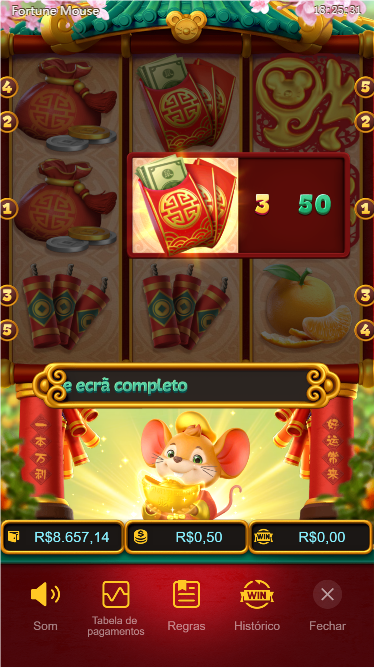 Fortune Mouse 13:25:31
4 5
2 2
1 3 50 1
3 3
5 4
e ecrã completo
一本万利
好运带来
R$8.657,14 R$0,50 WIN R$0,00
WIN
Som Tabela de pagamentos Regras Histórico Fechar